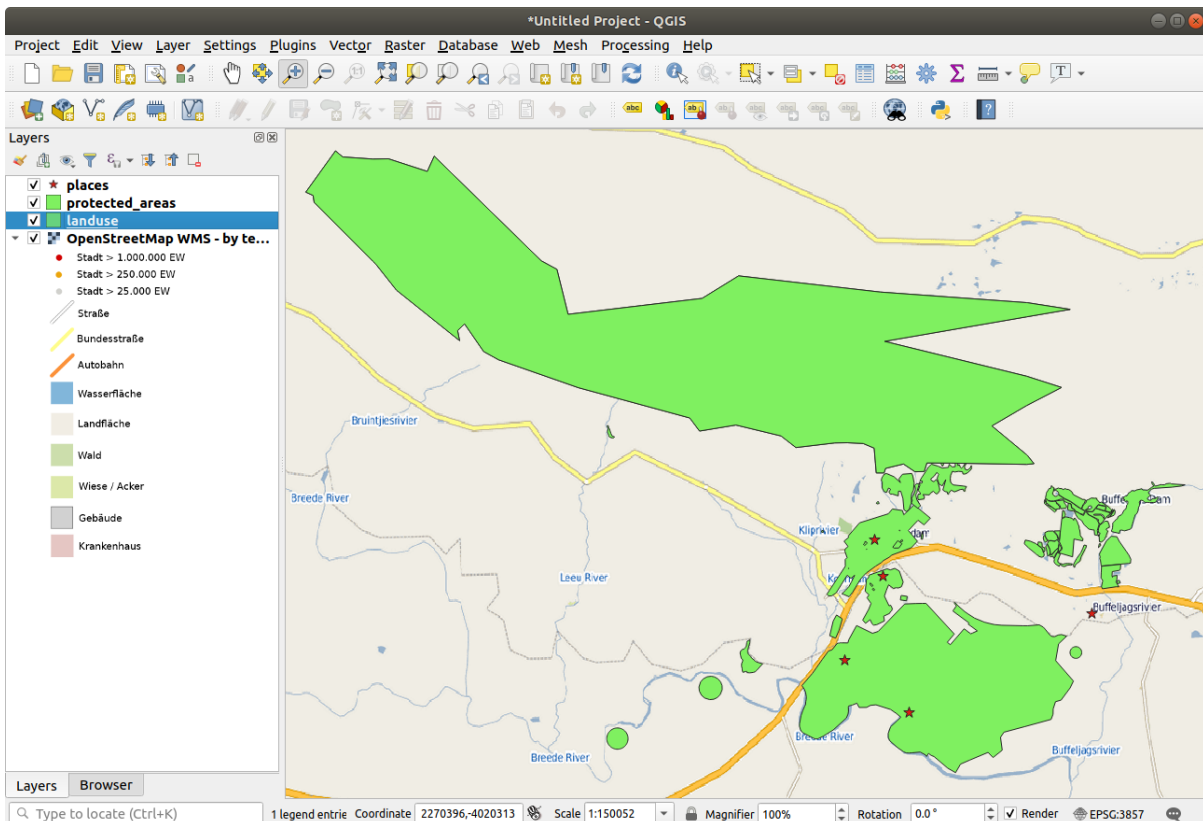 *Untitled Project - QGIS
Project Edit View Layer Settings Plugins Vector Raster Database Web Mesh Processing Help
Layers
places
protected_areas
landuse
OpenStreetMap WMS - by te...
Stadt > 1.000.000 EW
Stadt > 250.000 EW
Stadt > 25.000 EW
Straße
Bundesstraße
Autobahn
Wasserfläche
Landfläche
Wald
Wiese / Acker
Gebäude
Krankenhaus
Bruintjiesrivier
Breede River
Kliprivier
Leeu River
Buffeljagsrivier
Breede River
Breede River
Buffeljagsrivier
Layers Browser
Type to locate (Ctrl+K) 1 legend entrie Coordinate 2270396,-4020313 Scale 1:150052 Magnifier 100% Rotation 0.0 ° Render EPSG:3857